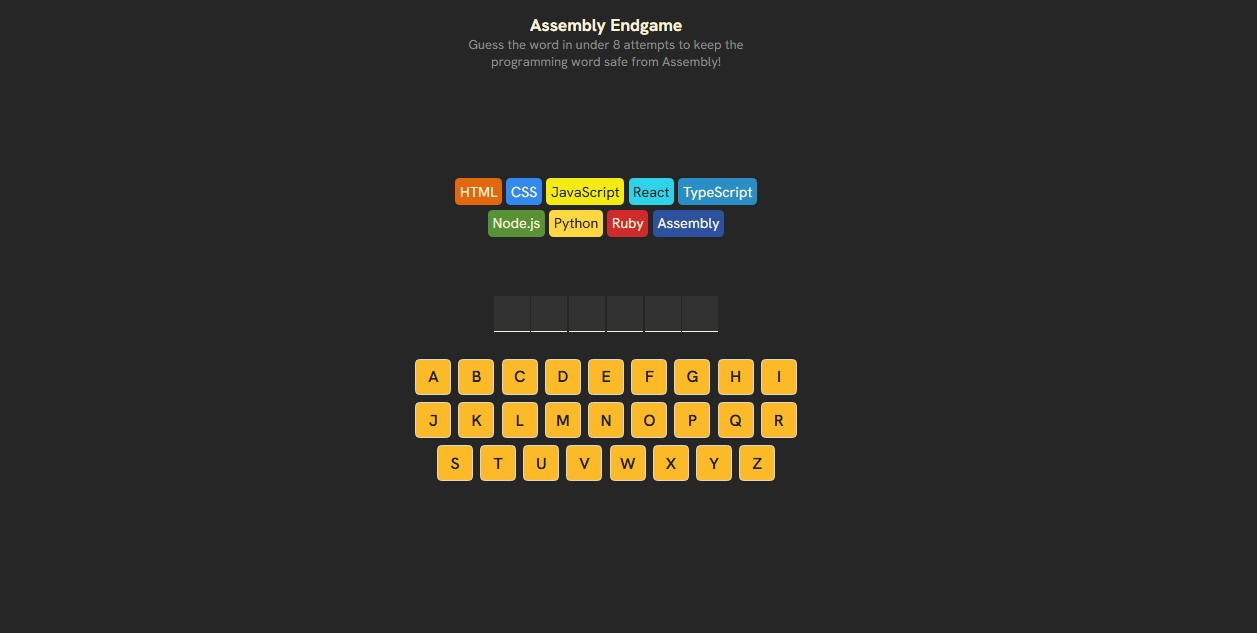 Assembly Endgame
Guess the word in under 8 attempts to keep the
programming word safe from Assembly!
HTML CSS JavaScript React TypeScript
Node.js Python Ruby Assembly
A B C D E F G H I
J K L M N O P Q R
S T U V W X Y Z